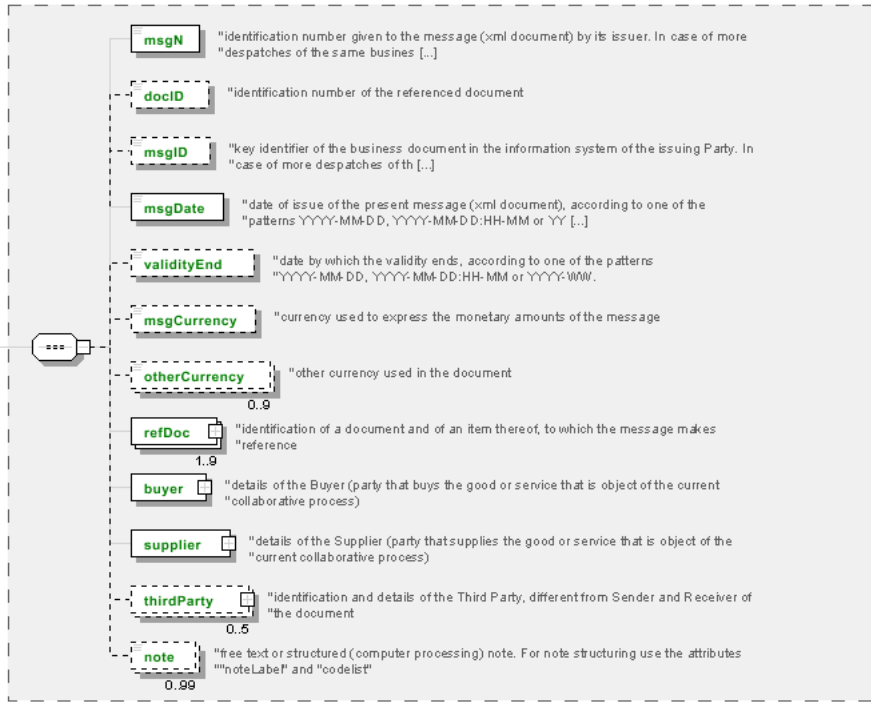 msgN
"identification number given to the message (xml document) by its issuer. In case of more
"despatches of the same busines [...]
docID
"identification number of the referenced document
msgID
"key identifier of the business document in the information system of the issuing Party. In
"case of more despatches of th [...]
msgDate
"date of issue of the present message (xml document), according to one of the
"patterns YYYY-MM-DD, YYYY-MM-DD:HH-MM or YY [...]
validityEnd
"date by which the validity ends, according to one of the patterns
"YYYY-MM-DD, YYYY-MM-DD:HH-MM or YYYY-WW.
msgCurrency
"currency used to express the monetary amounts of the message
otherCurrency
"other currency used in the document
0..9
refDoc
"identification of a document and of an item thereof, to which the message makes
"reference
1..9
buyer
"details of the Buyer (party that buys the good or service that is object of the current
"collaborative process)
supplier
"details of the Supplier (party that supplies the good or service that is object of the
"current collaborative process)
thirdParty
"identification and details of the Third Party, different from Sender and Receiver of
"the document
0..5
note
"free text or structured (computer processing) note. For note structuring use the attributes
""noteLabel" and "codelist"
0..99